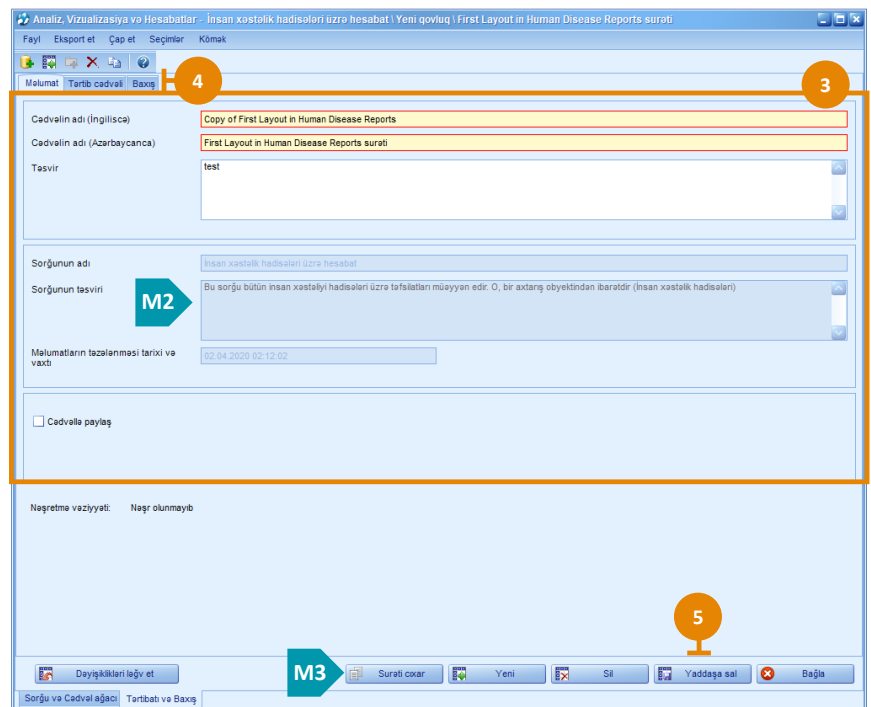 Analiz, Vizualizasiya və Hesabatlar - İnsan xəstəlik hadisələri üzrə hesabat \ Yeni qovluq \ First Layout in Human Disease Reports surəti
Fayl Eksport et Çap et Seçimlər Kömək
Məlumat Tərtib cədvəli Baxış
4
3
Cədvəlin adı (İngiliscə) Copy of First Layout in Human Disease Reports
Cədvəlin adı (Azərbaycanca) First Layout in Human Disease Reports surəti
Təsvir test
Sorğunun adı İnsan xəstəlik hadisələri üzrə hesabat
Sorğunun təsviri Bu sorğu bütün insan xəstəliyi hadisələri üzrə təfsilatları müəyyən edir. O, bir axtarış obyektindən ibarətdir (İnsan xəstəlik hadisələri)
M2
Məlumatların təzələnməsi tarixi və
vaxtı
02.04.2020 02:12:02
Cədvəllə paylaş
Nəşretmə vəziyyəti: Nəşr olunmayıb
5
Dəyişiklikləri ləğv et M3 Surəti cıxar Yeni Sil Yaddaşa sal Bağla
Sorğu və Cədvəl ağacı Tərtibatı və Baxış